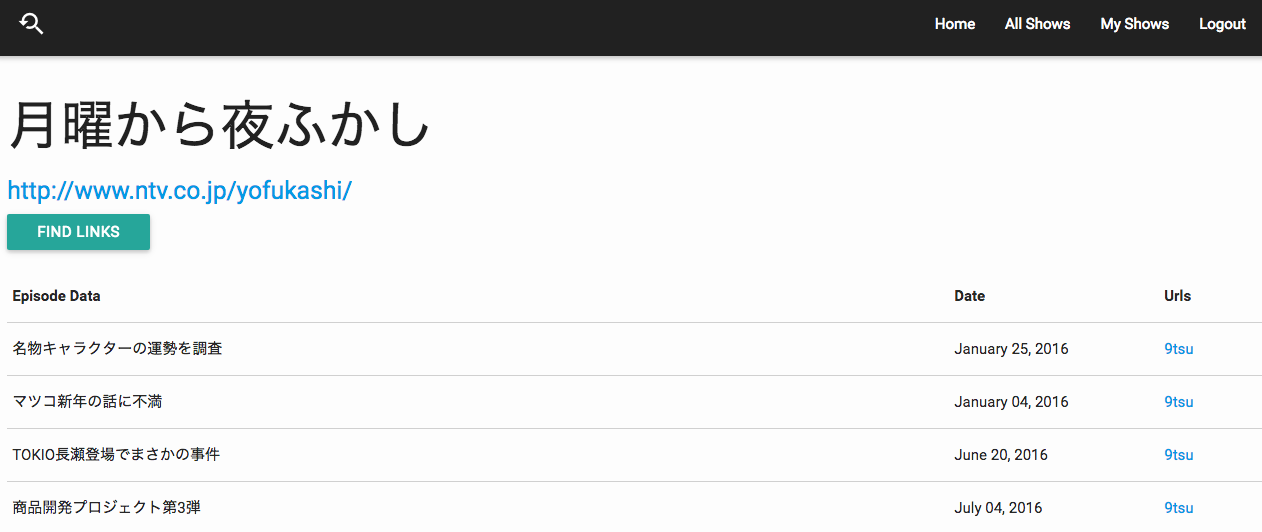 Home All Shows My Shows Logout
月曜から夜ふかし
http://www.ntv.co.jp/yofukashi/
FIND LINKS
Episode Data Date Urls
名物キャラクターの運勢を調査 January 25, 2016 9tsu
マツコ新年の話に不満 January 04, 2016 9tsu
TOKIO長瀬登場でまさかの事件 June 20, 2016 9tsu
商品開発プロジェクト第3弾 July 04, 2016 9tsu